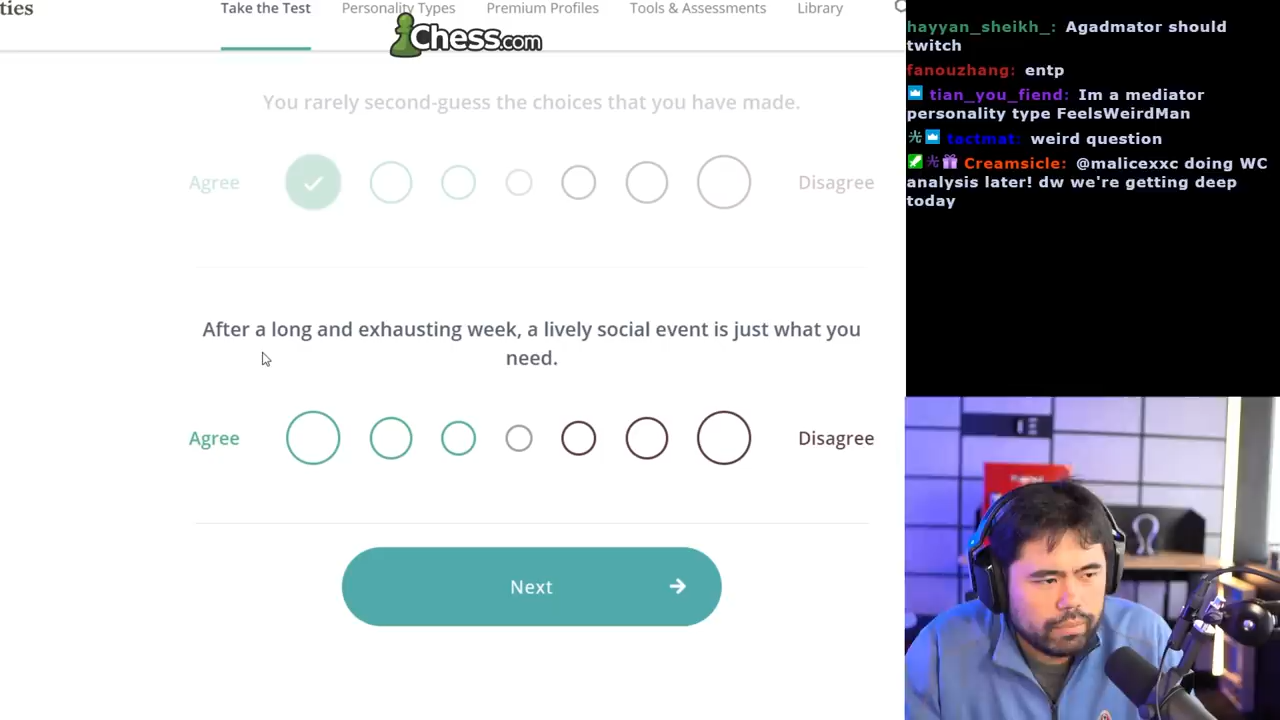 ties
Take the Test
Personality Types
Premium Profiles
Tools & Assessments
Library
Chess.com
You rarely second-guess the choices that you have made.
Agree
Disagree
After a long and exhausting week, a lively social event is just what you
need.
Agree
Disagree
Next
hayyan_sheikh_: Agadmator should
twitch
fanouzhang: entp
tian_you_fiend: Im a mediator
personality type FeelsWeirdMan
tactmat: weird question
Creamsicle: @malicexxc doing WC
analysis later! dw we're getting deep
today